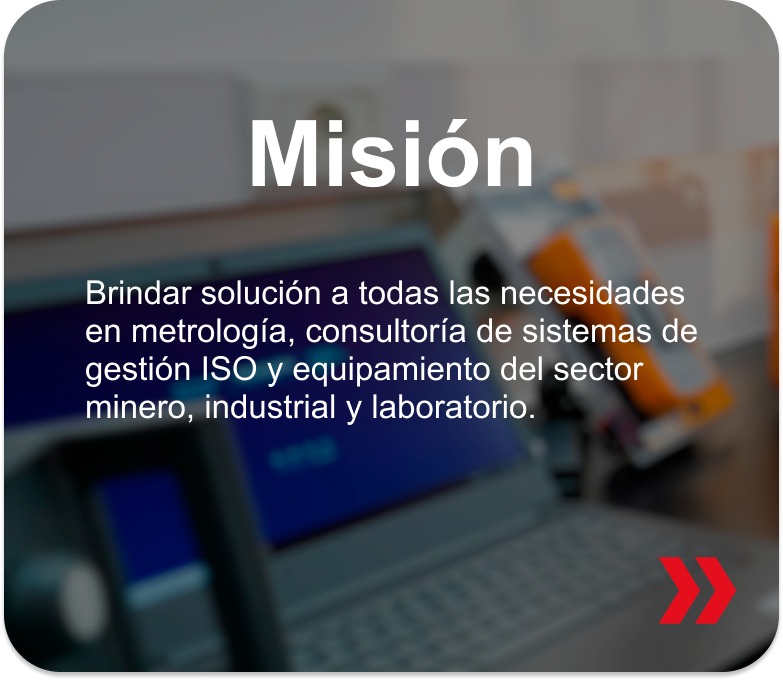 Misión
Brindar solución a todas las necesidades
en metrología, consultoría de sistemas de
gestión ISO y equipamiento del sector
minero, industrial y laboratorio.